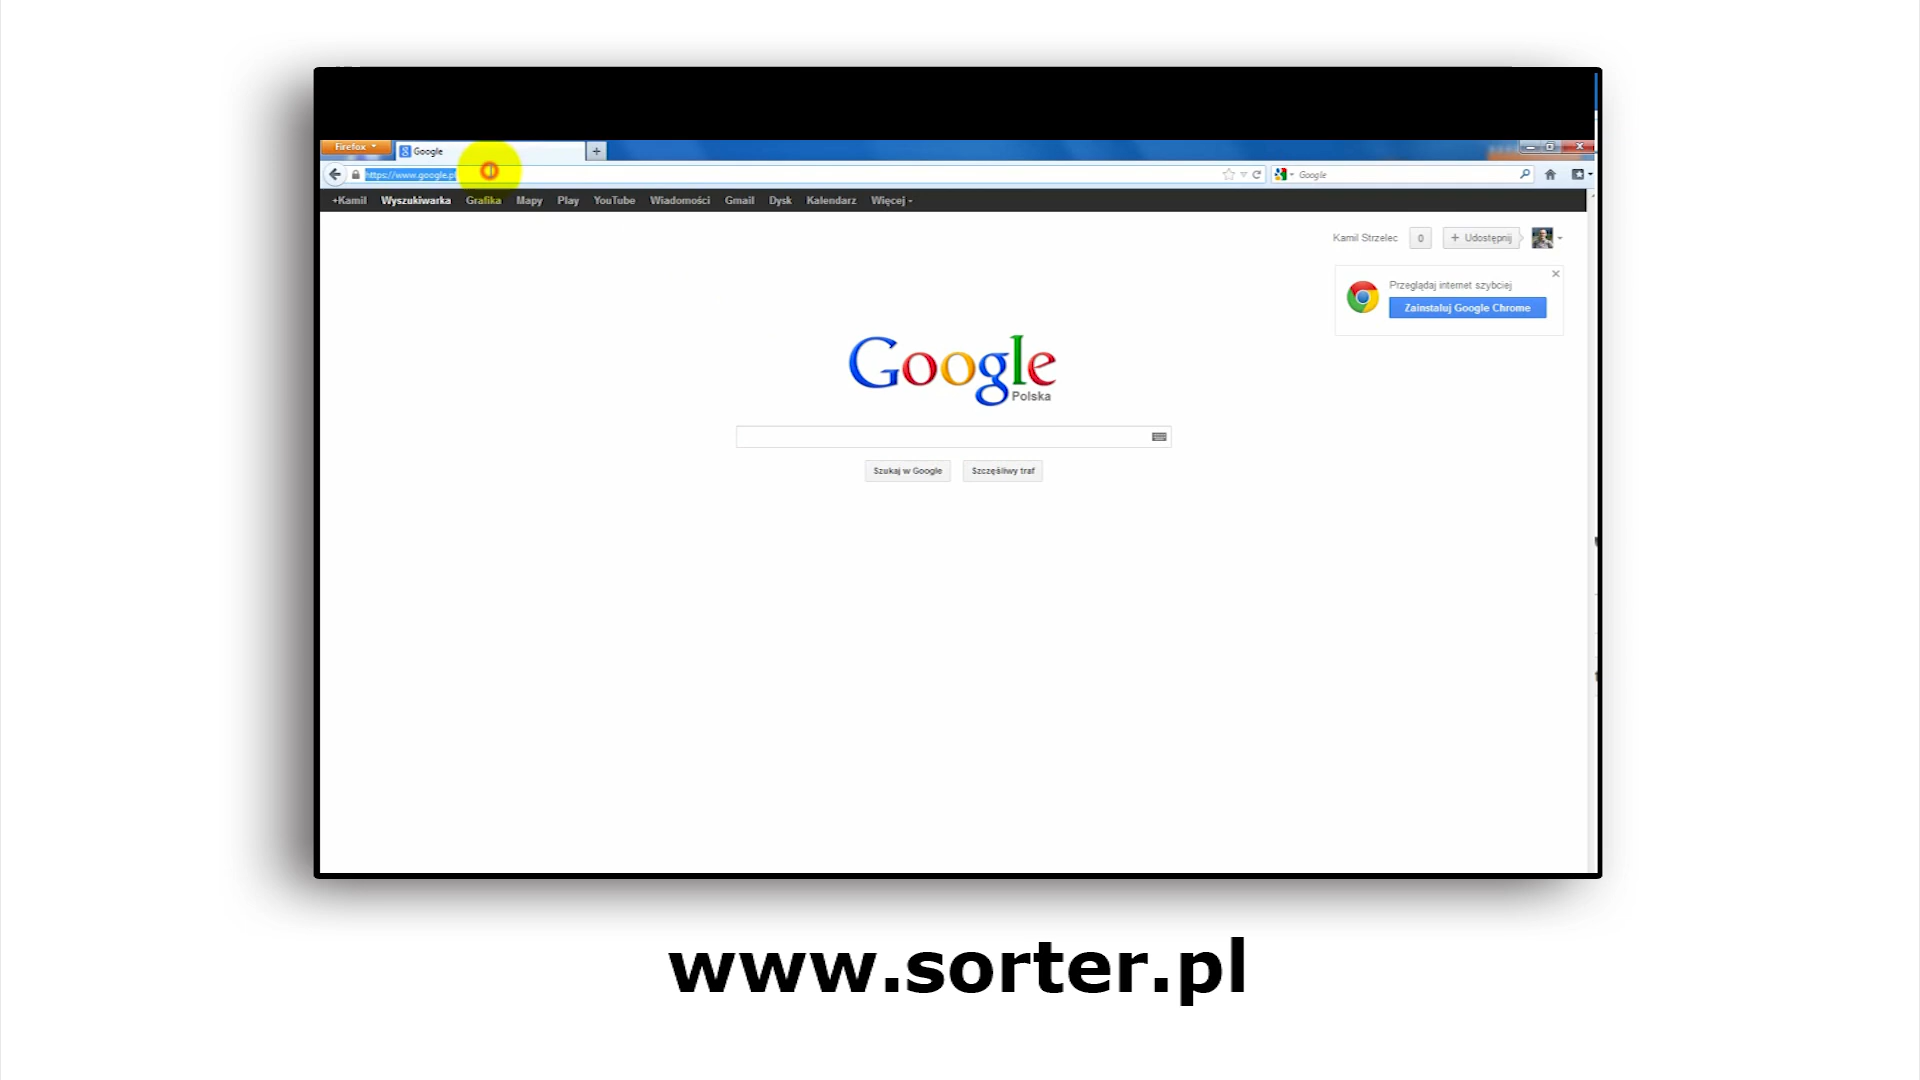 Firefox
Google
https://www.google.pl
Google
+Kamil Wyszukiwarka Grafika Mapy Play YouTube Wiadomości Gmail Dysk Kalendarz Więcej
Kamil Strzelec 0 + Udostępnij
Przeglądaj internet szybciej
Zainstaluj Google Chrome
Google
Polska
Szukaj w Google Szczęśliwy traf
www.sorter.pl